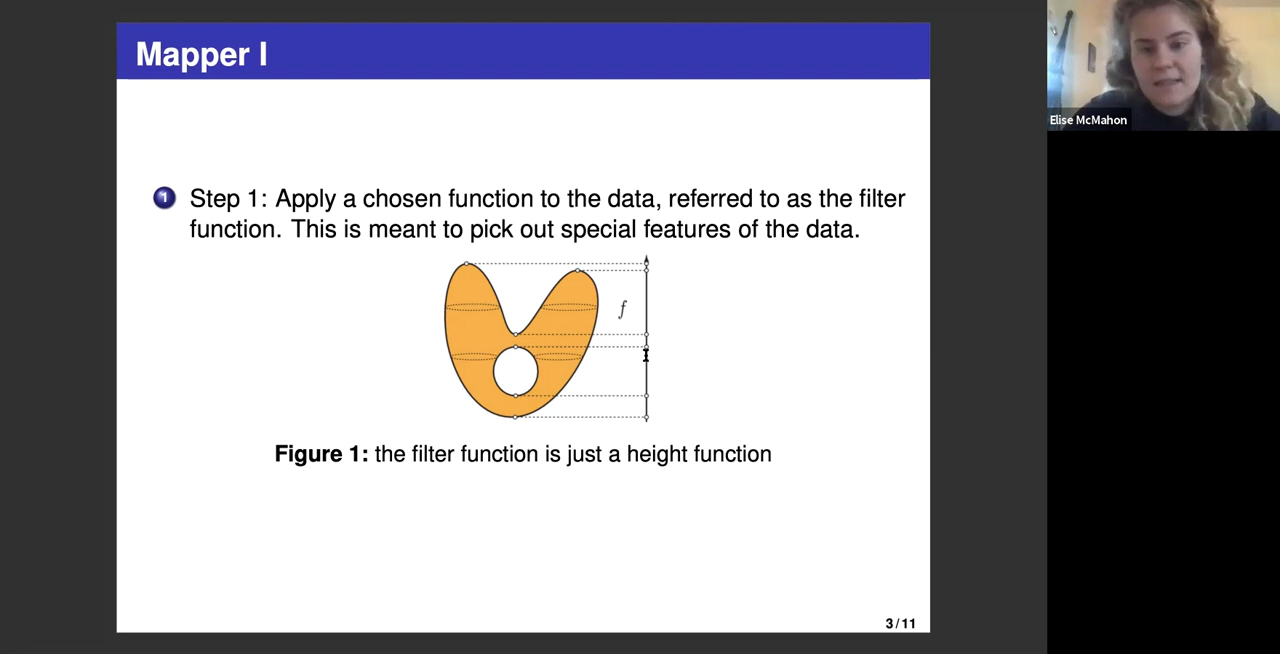 Mapper I
1 Step 1: Apply a chosen function to the data, referred to as the filter
function. This is meant to pick out special features of the data.
f
Figure 1: the filter function is just a height function
3 / 11
Elise McMahon